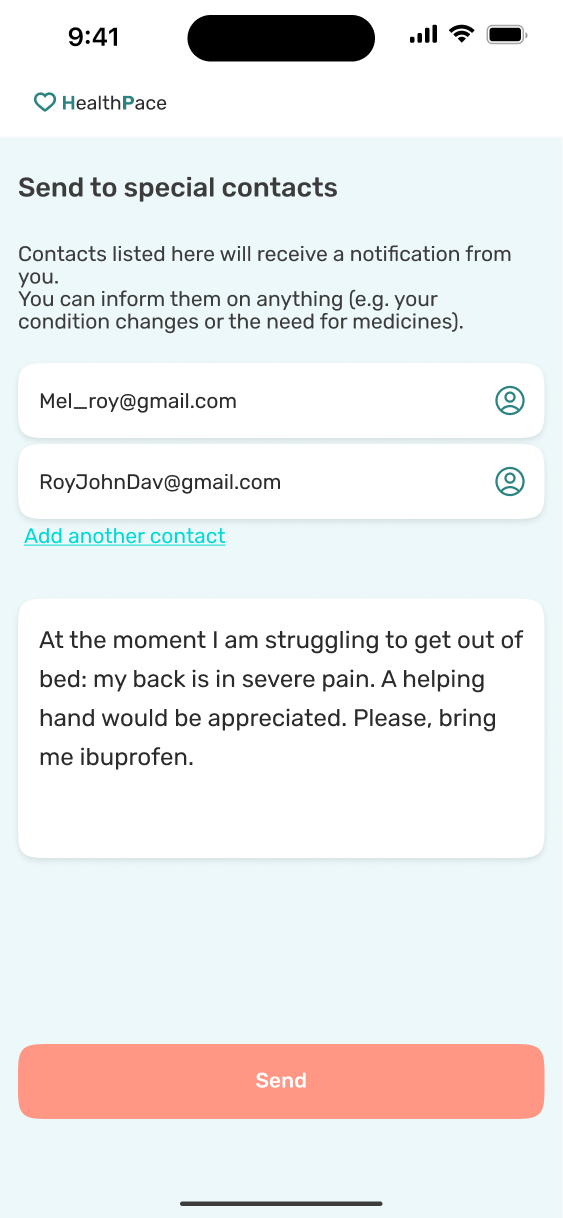 9:41
HealthPace
Send to special contacts
Contacts listed here will receive a notification from
you.
You can inform them on anything (e.g. your
condition changes or the need for medicines).
Mel_roy@gmail.com
RoyJohnDav@gmail.com
Add another contact
At the moment I am struggling to get out of
bed: my back is in severe pain. A helping
hand would be appreciated. Please, bring
me ibuprofen.
Send